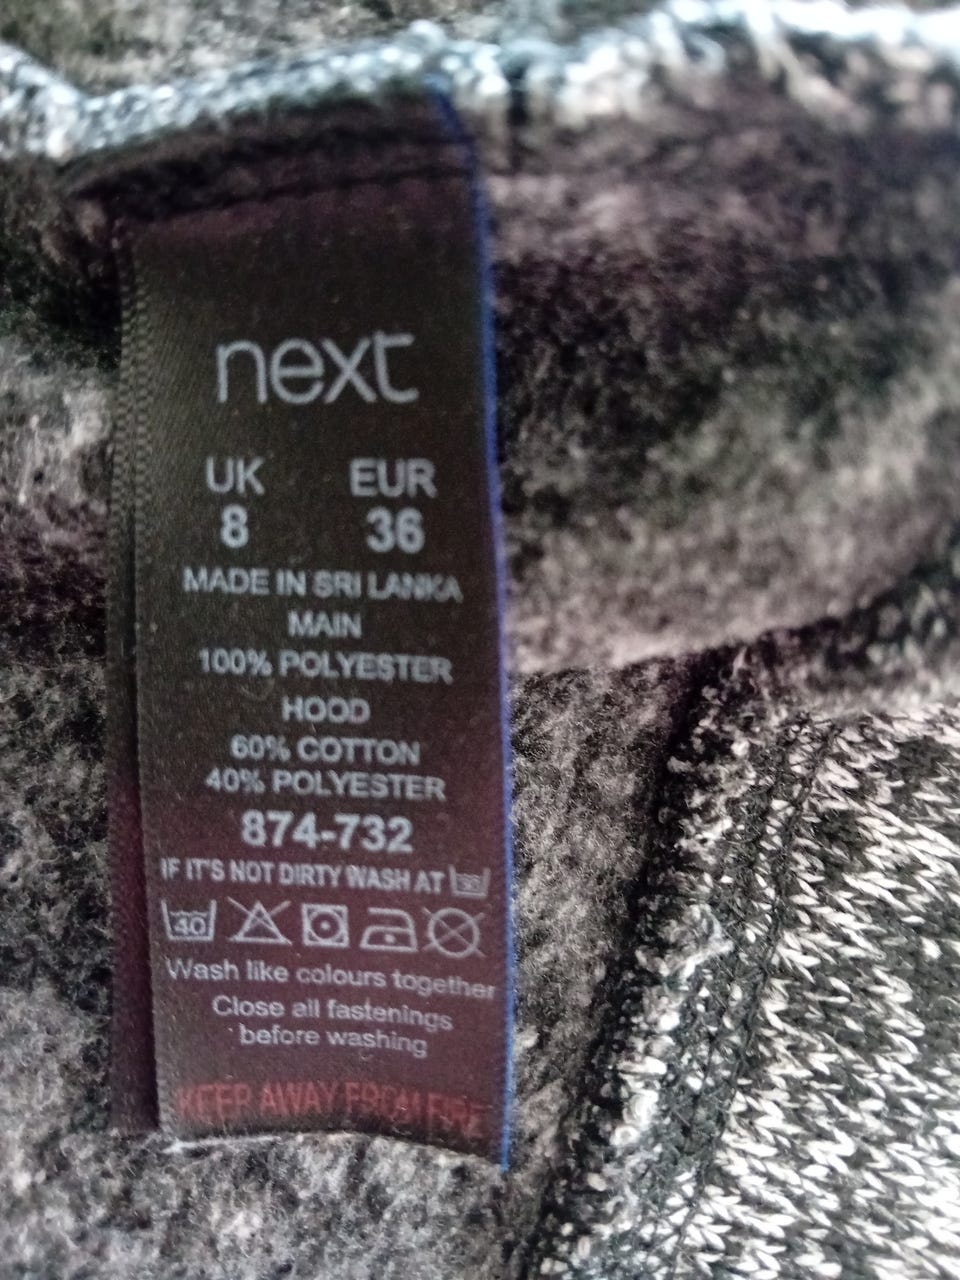 next
UK EUR
8 36
MADE IN SRI LANKA
MAIN
100% POLYESTER
HOOD
60% COTTON
40% POLYESTER
874-732
IF IT'S NOT DIRTY WASH AT 30
40
Wash like colours together
Close all fastenings
before washing
KEEP AWAY FROM FIRE